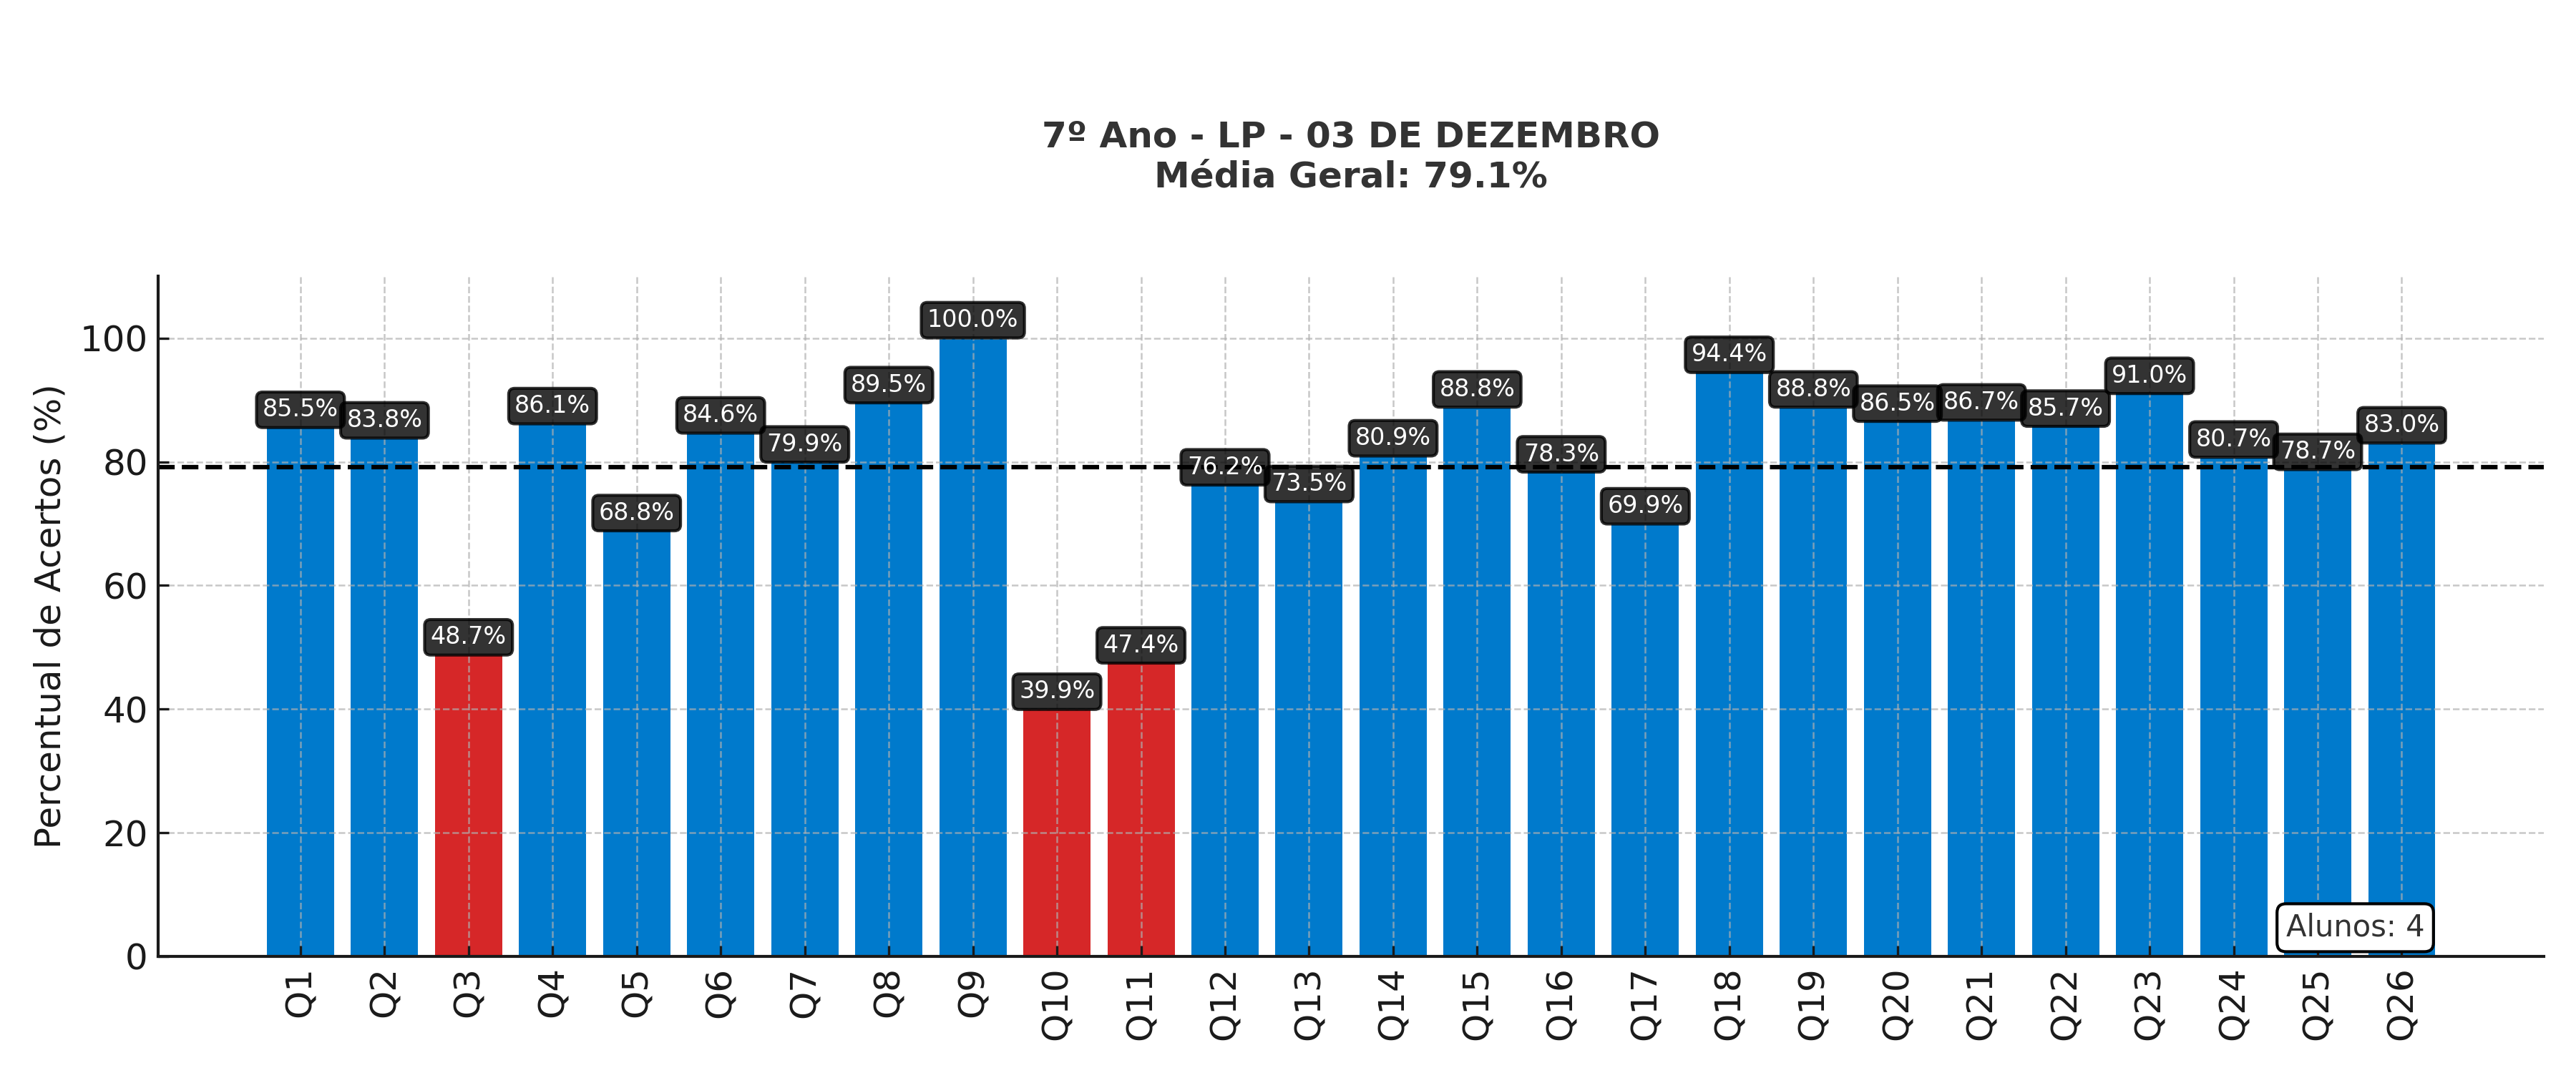 7º Ano - LP - 03 DE DEZEMBRO
Média Geral: 79.1%
Percentual de Acertos (%)
100
80
60
40
20
0
85.5%
83.8%
48.7%
86.1%
68.8%
84.6%
79.9%
89.5%
100.0%
39.9%
47.4%
76.2%
73.5%
80.9%
88.8%
78.3%
69.9%
94.4%
88.8%
86.5%
86.7%
85.7%
91.0%
80.7%
78.7%
83.0%
Alunos: 4
Q1
Q2
Q3
Q4
Q5
Q6
Q7
Q8
Q9
Q10
Q11
Q12
Q13
Q14
Q15
Q16
Q17
Q18
Q19
Q20
Q21
Q22
Q23
Q24
Q25
Q26